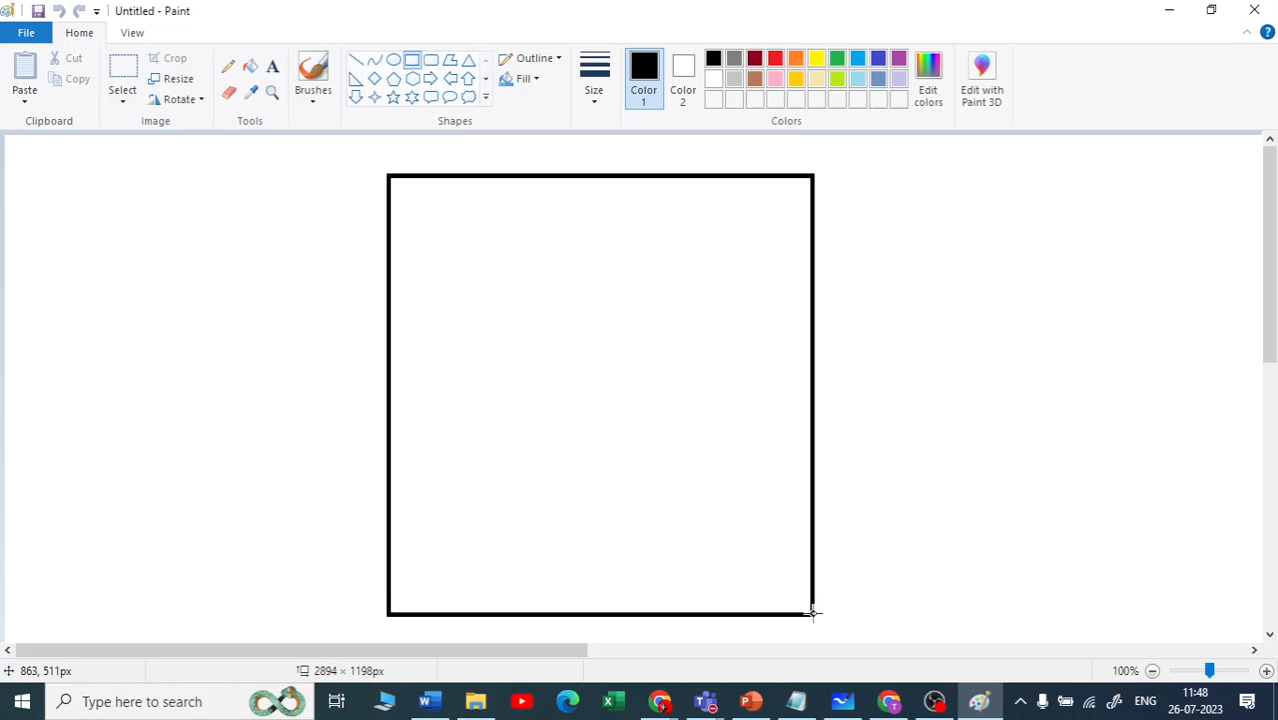 Untitled - Paint
File
Home
View
Paste
Cut
Copy
Clipboard
Select
Crop
Resize
Rotate
Image
A
Tools
Brushes
Outline
Fill
Shapes
Size
Color 1
Color 2
Edit colors
Colors
Edit with Paint 3D
863, 511px
2894 × 1198px
100%
Type here to search
ENG
11:48
26-07-2023